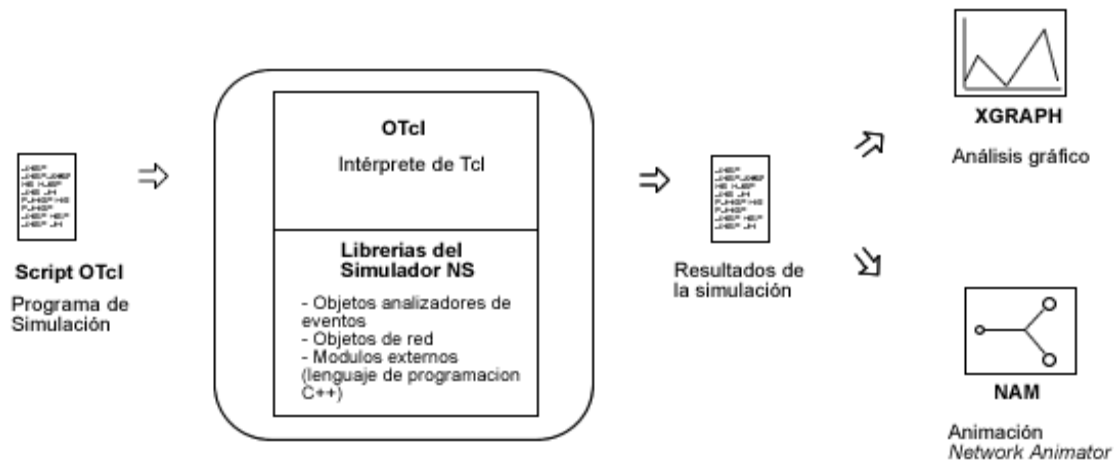 Script OTcl
Programa de
Simulación
OTcl
Intérprete de Tcl
Librerias del
Simulador NS
- Objetos analizadores de
eventos
- Objetos de red
- Modulos externos
(lenguaje de programacion
C++)
Resultados de
la simulación
XGRAPH
Análisis gráfico
NAM
Animación
Network Animator